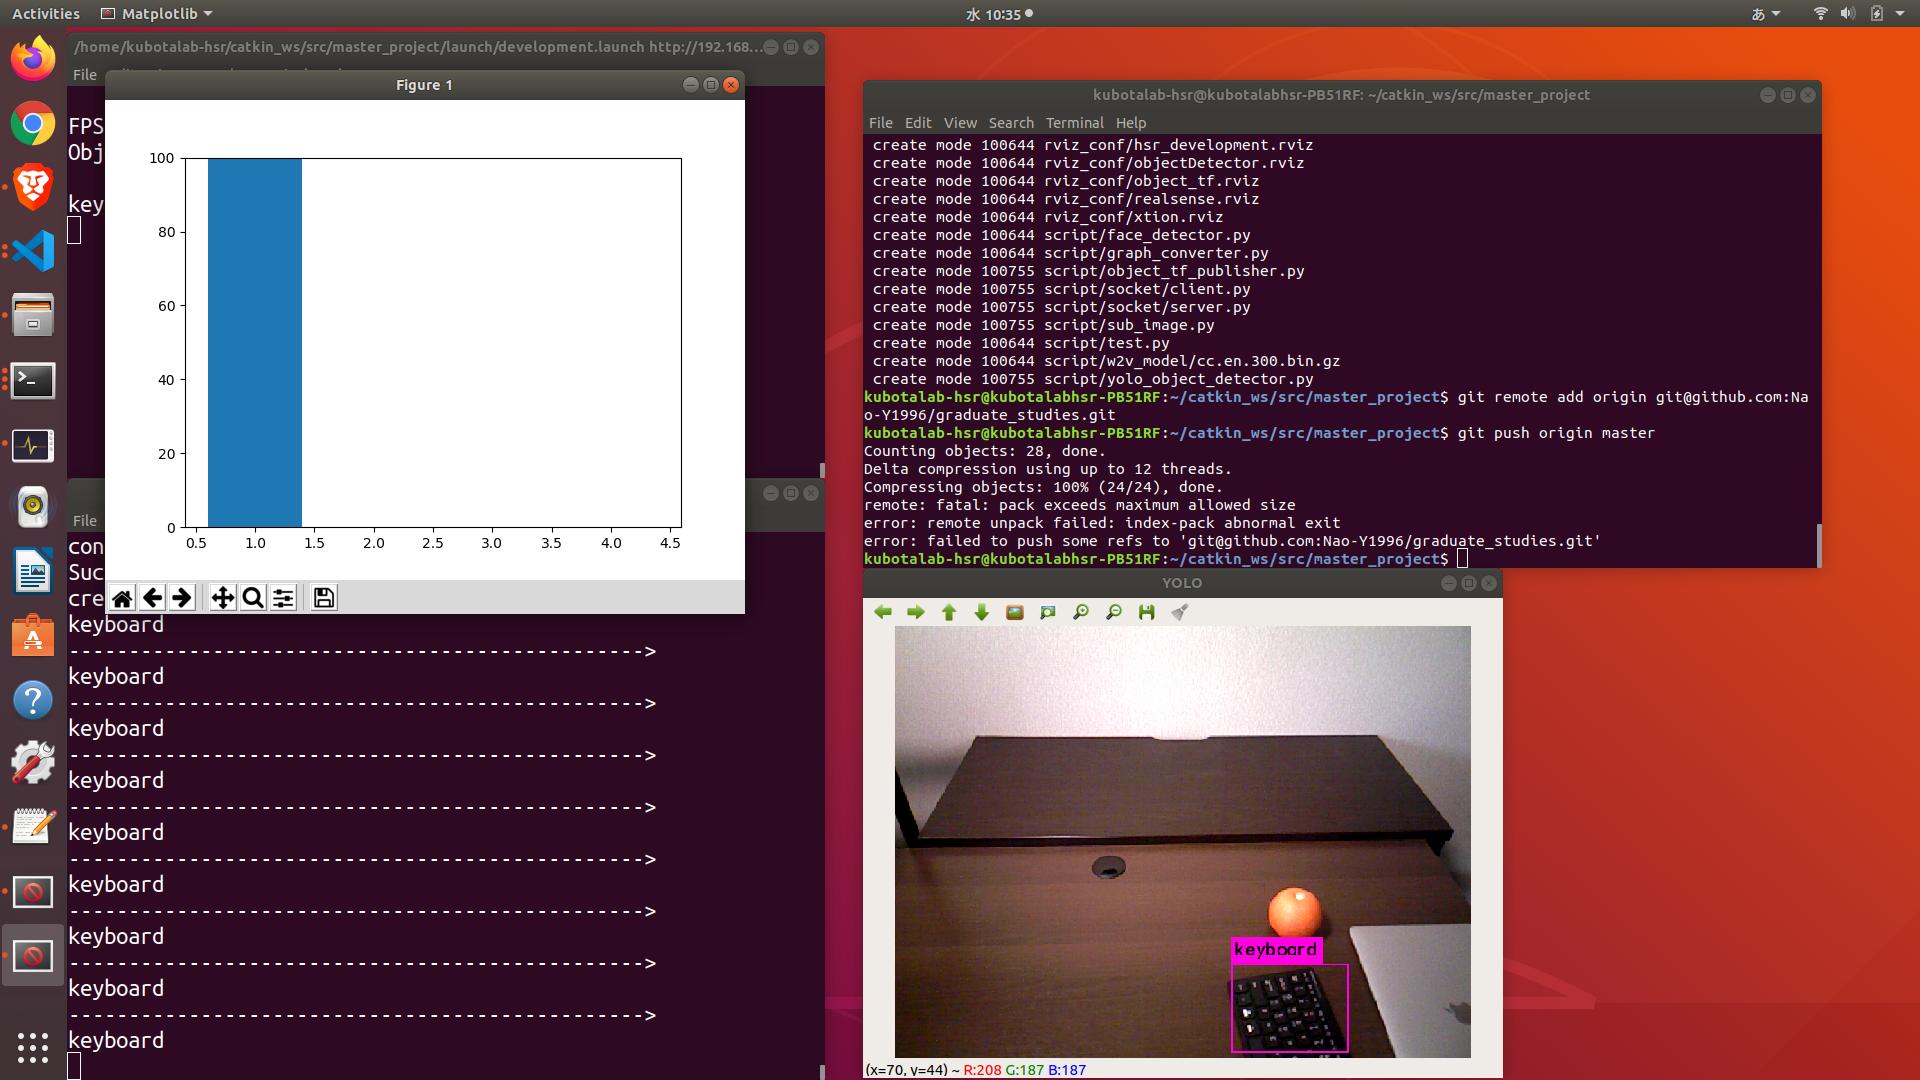 Activities
Matplotlib
水 10:35
あ
/home/kubotalab-hsr/catkin_ws/src/master_project/launch/development.launch http://192.168...
File
FPS
Obj
key
Figure 1
100
80
60
40
20
0
0.5 1.0 1.5 2.0 2.5 3.0 3.5 4.0 4.5
File
con
Suc
cre
keyboard
------------------------------------------------>
keyboard
------------------------------------------------>
keyboard
------------------------------------------------>
keyboard
------------------------------------------------>
keyboard
------------------------------------------------>
keyboard
------------------------------------------------>
keyboard
------------------------------------------------>
keyboard
------------------------------------------------>
keyboard
kubotalab-hsr@kubotalabhsr-PB51RF: ~/catkin_ws/src/master_project
File Edit View Search Terminal Help
create mode 100644 rviz_conf/hsr_development.rviz
create mode 100644 rviz_conf/objectDetector.rviz
create mode 100644 rviz_conf/object_tf.rviz
create mode 100644 rviz_conf/realsense.rviz
create mode 100644 rviz_conf/xtion.rviz
create mode 100644 script/face_detector.py
create mode 100644 script/graph_converter.py
create mode 100755 script/object_tf_publisher.py
create mode 100755 script/socket/client.py
create mode 100755 script/socket/server.py
create mode 100755 script/sub_image.py
create mode 100644 script/test.py
create mode 100644 script/w2v_model/cc.en.300.bin.gz
create mode 100755 script/yolo_object_detector.py
kubotalab-hsr@kubotalabhsr-PB51RF:~/catkin_ws/src/master_project$ git remote add origin git@github.com:Na
o-Y1996/graduate_studies.git
kubotalab-hsr@kubotalabhsr-PB51RF:~/catkin_ws/src/master_project$ git push origin master
Counting objects: 28, done.
Delta compression using up to 12 threads.
Compressing objects: 100% (24/24), done.
remote: fatal: pack exceeds maximum allowed size
error: remote unpack failed: index-pack abnormal exit
error: failed to push some refs to 'git@github.com:Nao-Y1996/graduate_studies.git'
kubotalab-hsr@kubotalabhsr-PB51RF:~/catkin_ws/src/master_project$
YOLO
keyboard
(x=70, y=44) ~ R:208 G:187 B:187